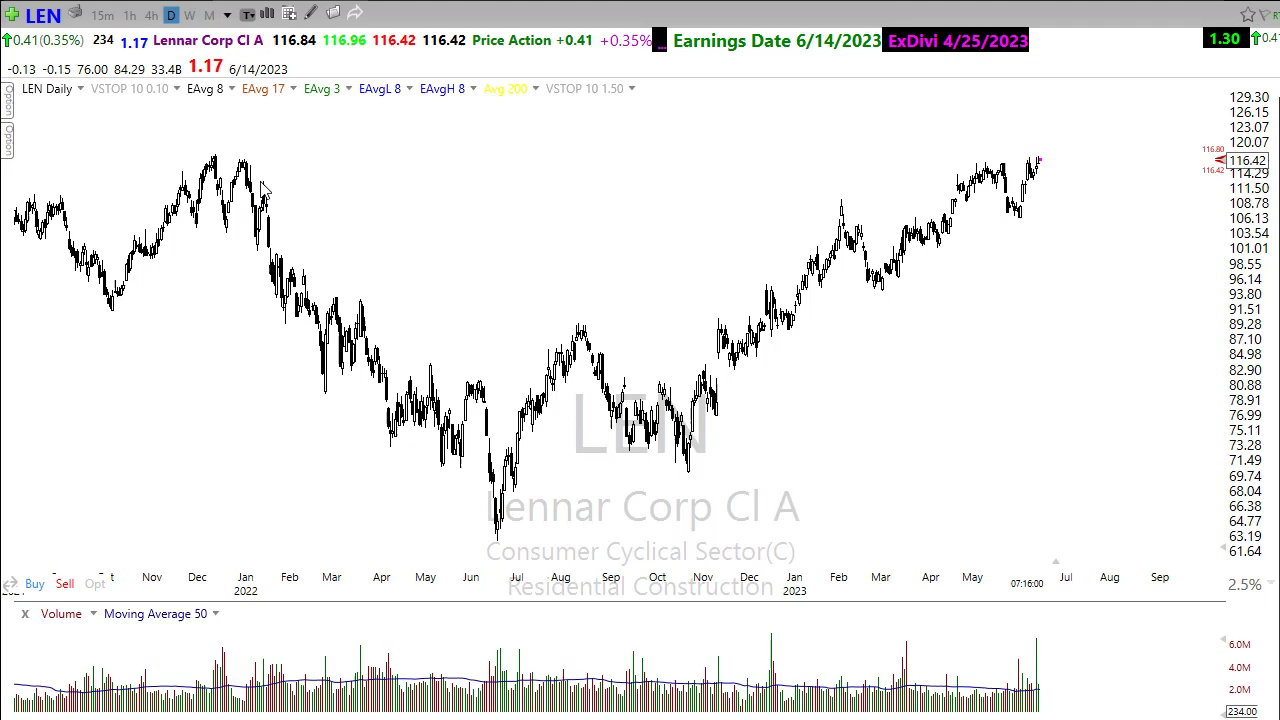 LEN 15m 1h 4h D W M T
0.41(0.35%) 234 1.17 Lennar Corp Cl A 116.84 116.96 116.42 116.42 Price Action +0.41 +0.35% Earnings Date 6/14/2023 ExDivi 4/25/2023 1.30
-0.13 -0.15 76.00 84.29 33.4B 1.17 6/14/2023
LEN Daily VSTOP 10 0.10 EAvg 8 EAvg 17 EAvg 3 EAvgL 8 EAvgH 8 Avg 200 VSTOP 10 1.50
Option
Option
129.30
126.15
123.07
120.07
116.80
116.42
116.42
114.29
111.50
108.78
106.13
103.54
101.01
98.55
96.14
93.80
91.51
89.28
87.10
84.98
82.90
80.88
78.91
76.99
75.11
73.28
71.49
69.74
68.04
66.38
64.77
63.19
61.64
LEN
Lennar Corp Cl A
Consumer Cyclical Sector(C)
Residential Construction
Nov Dec Jan Feb Mar Apr May Jun Jul Aug Sep Oct Nov Dec Jan Feb Mar Apr May 07:16:00 Jul Aug Sep
2022 2023
Buy Sell Opt
2.5%
X Volume Moving Average 50
6.0M
4.0M
2.0M
234.00